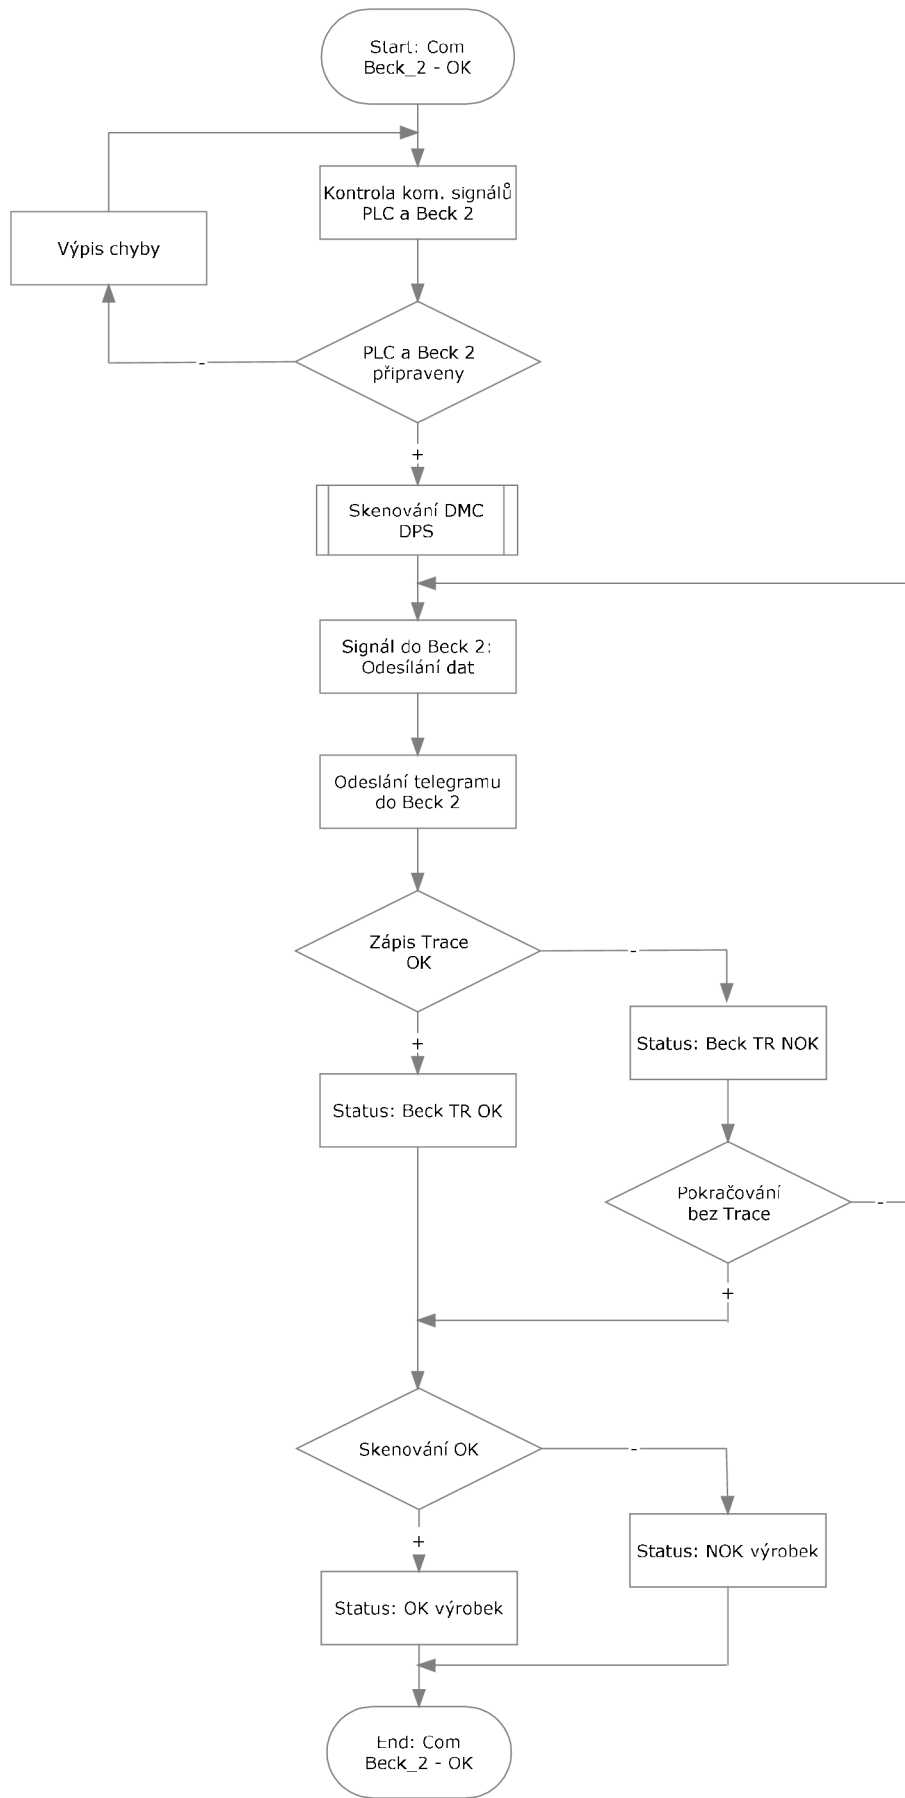 Start: Com
Beck_2 - OK
Kontrola kom. signálů
PLC a Beck 2
Výpis chyby
PLC a Beck 2
připraveny
-
+
Skenování DMC
DPS
Signál do Beck 2:
Odesílání dat
Odeslání telegramu
do Beck 2
Zápis Trace
OK
-
+
Status: Beck TR NOK
Status: Beck TR OK
Pokračování
bez Trace
-
+
Skenování OK
-
+
Status: NOK výrobek
Status: OK výrobek
End: Com
Beck_2 - OK